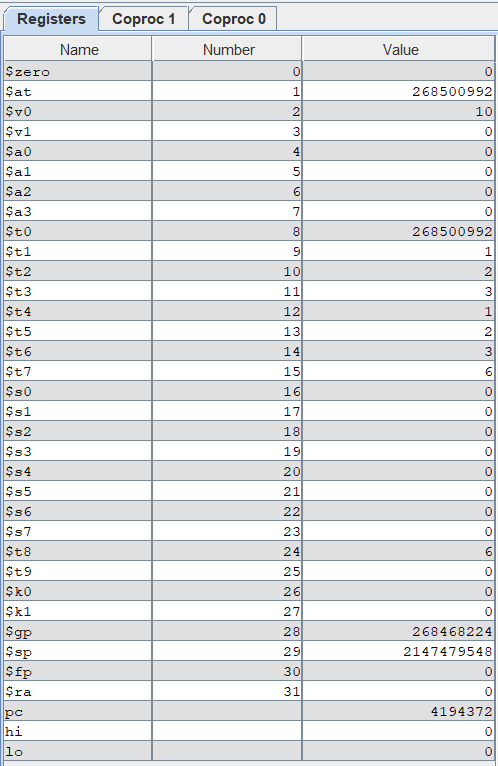 Registers Coproc 1 Coproc 0
Name Number Value
$zero 0 0
$at 1 268500992
$v0 2 10
$v1 3 0
$a0 4 0
$a1 5 0
$a2 6 0
$a3 7 0
$t0 8 268500992
$t1 9 1
$t2 10 2
$t3 11 3
$t4 12 1
$t5 13 2
$t6 14 3
$t7 15 6
$s0 16 0
$s1 17 0
$s2 18 0
$s3 19 0
$s4 20 0
$s5 21 0
$s6 22 0
$s7 23 0
$t8 24 6
$t9 25 0
$k0 26 0
$k1 27 0
$gp 28 268468224
$sp 29 2147479548
$fp 30 0
$ra 31 0
pc 4194372
hi 0
lo 0